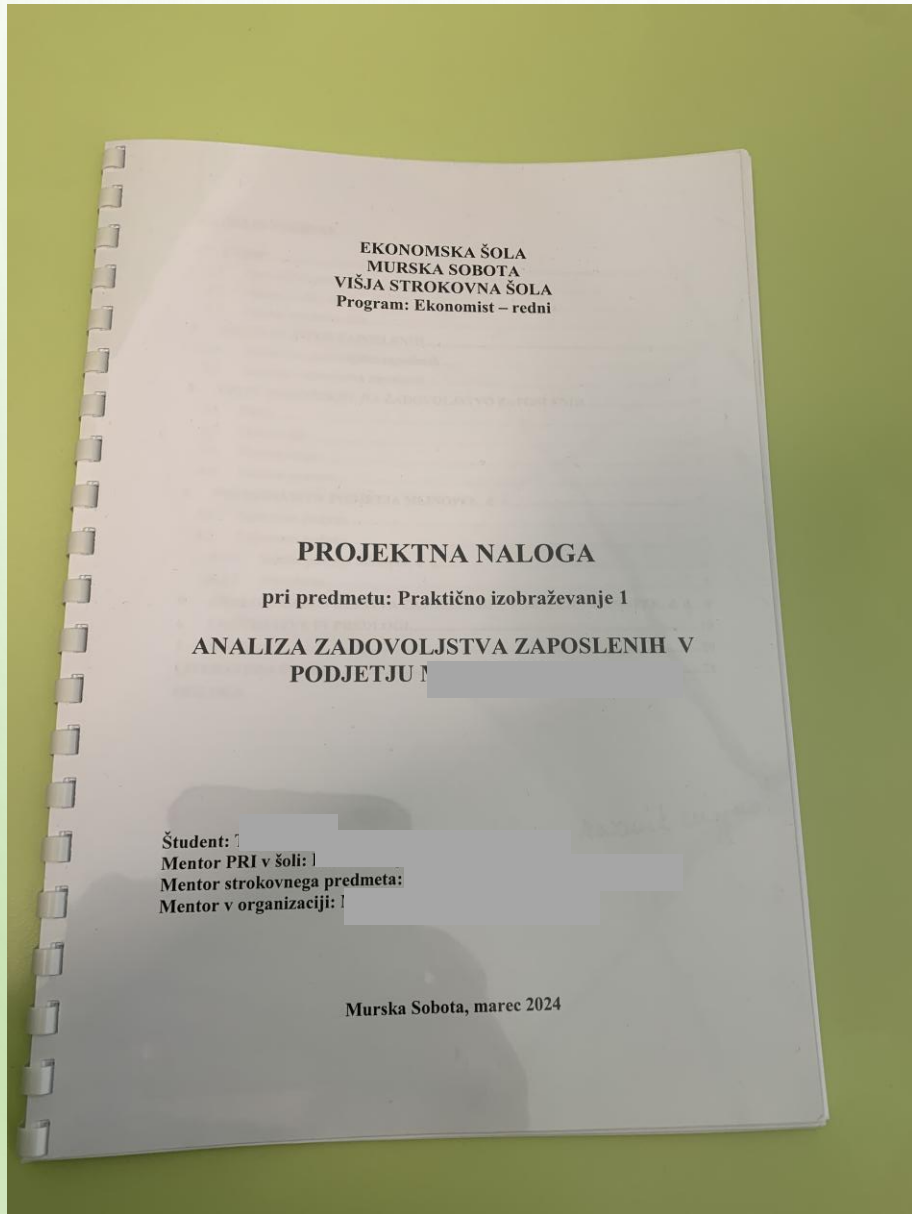 EKONOMSKA ŠOLA
MURSKA SOBOTA
VIŠJA STROKOVNA ŠOLA
Program: Ekonomist – redni
PROJEKTNA NALOGA
pri predmetu: Praktično izobraževanje 1
ANALIZA ZADOVOLJSTVA ZAPOSLENIH V
PODJETJU
Študent:
Mentor PRI v šoli:
Mentor strokovnega predmeta:
Mentor v organizaciji:
Murska Sobota, marec 2024